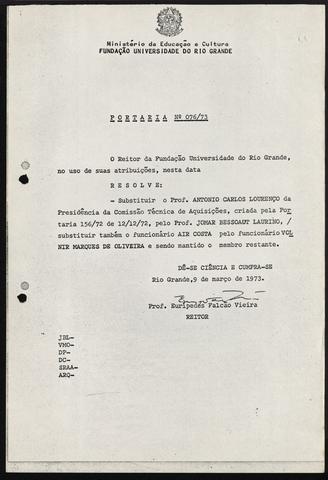 Ministério da Educação e Cultura
FUNDAÇÃO UNIVERSIDADE DO RIO GRANDE
P O R T A R I A  Nº 076/73
O Reitor da Fundação Universidade do Rio Grande,
no uso de suas atribuições, nesta data
R E S O L V E :
- Substituir o Prof. ANTONIO CARLOS LOURENÇO da
Presidência da Comissão Técnica de Aquisições, criada pela Por
taria 156/72 de 12/12/72, pelo Prof. JOMAR BESSOAUT LAURINO, /
substituir também o funcionário AIR COSTA pelo funcionário VOL
NIR MARQUES DE OLIVEIRA e sendo mantido o membro restante.
DÊ-SE CIÊNCIA E CUMPRA-SE
Rio Grande, 9 de março de 1973.
Prof. Eurípedes Falcão Vieira
REITOR
JBL-
VMO-
DP-
DC-
SRAA-
ARQ-